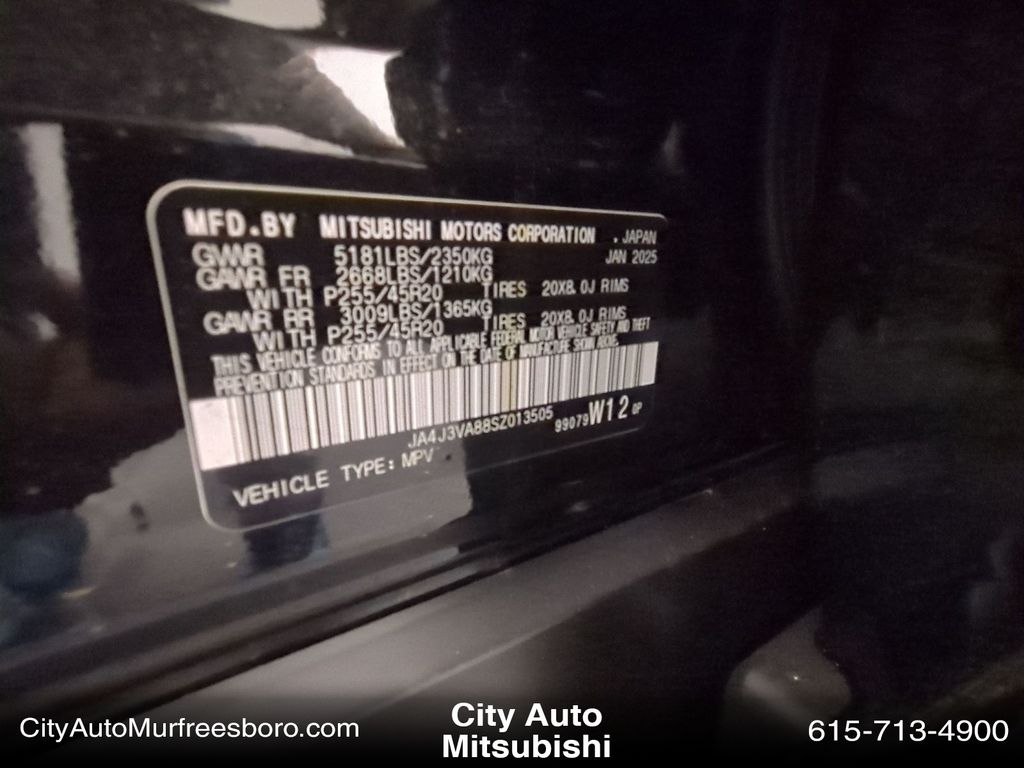 MFD.BY MITSUBISHI MOTORS CORPORATION , JAPAN
GVWR 5181LBS/2350KG JAN 2025
GAWR FR 2668LBS/1210KG
WITH P255/45R20 TIRES 20X8.0J RIMS
GAWR RR 3009LBS/1365KG
WITH P255/45R20 TIRES 20X8.0J RIMS
THIS VEHICLE CONFORMS TO ALL APPLICABLE FEDERAL MOTOR VEHICLE SAFETY AND THEFT
PREVENTION STANDARDS IN EFFECT ON THE DATE OF MANUFACTURE SHOWN ABOVE.
JA4J3VA88SZ013505 99079W12 OP
VEHICLE TYPE: MPV
CityAutoMurfreesboro.com
City Auto
Mitsubishi
615-713-4900